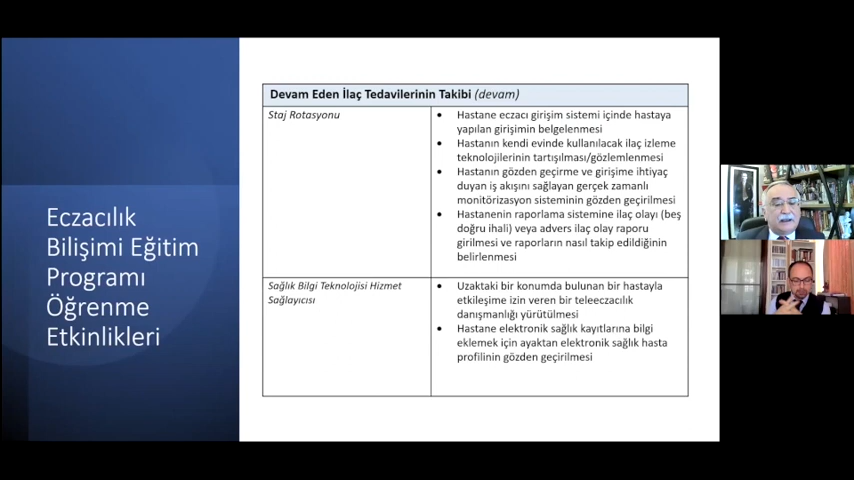 Eczacılık
Bilişimi Eğitim
Programı
Öğrenme
Etkinlikleri
Devam Eden İlaç Tedavilerinin Takibi (devam)
Staj Rotasyonu
• Hastane eczacı girişim sistemi içinde hastaya
yapılan girişimin belgelenmesi
• Hastanın kendi evinde kullanılacak ilaç izleme
teknolojilerinin tartışılması/gözlemlenmesi
• Hastanın gözden geçirme ve girişime ihtiyaç
duyan iş akışını sağlayan gerçek zamanlı
monitörizasyon sisteminin gözden geçirilmesi
• Hastanenin raporlama sistemine ilaç olayı (beş
doğru ihali) veya advers ilaç olay raporu
girilmesi ve raporların nasıl takip edildiğinin
belirlenmesi
Sağlık Bilgi Teknolojisi Hizmet
Sağlayıcısı
• Uzaktaki bir konumda bulunan bir hastayla
etkileşime izin veren bir teleeczacılık
danışmanlığı yürütülmesi
• Hastane elektronik sağlık kayıtlarına bilgi
eklemek için ayaktan elektronik sağlık hasta
profilinin gözden geçirilmesi